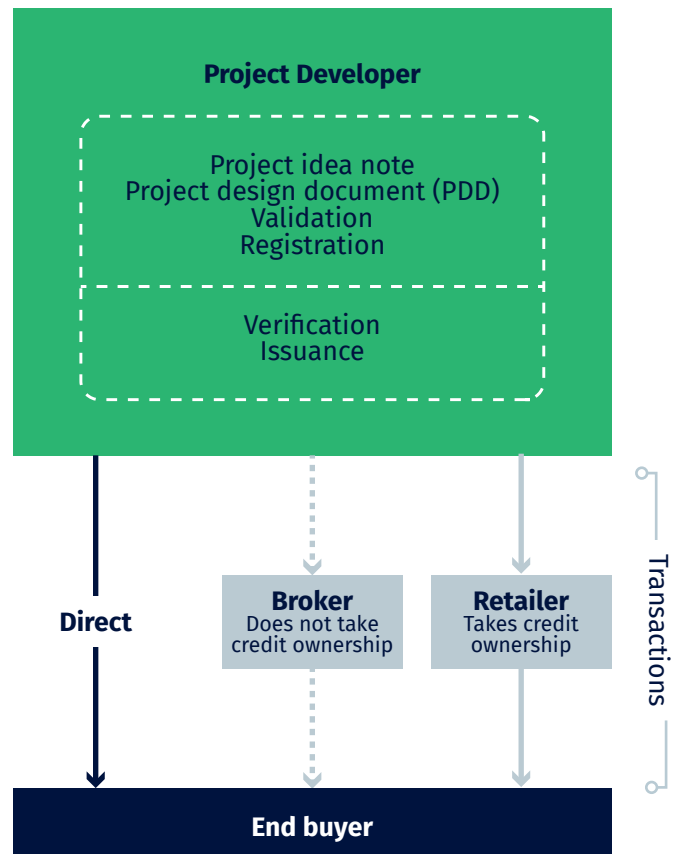 Project Developer
Project idea note
Project design document (PDD)
Validation
Registration
Verification
Issuance
Direct
Broker
Does not take
credit ownership
Retailer
Takes credit
ownership
Transactions
End buyer